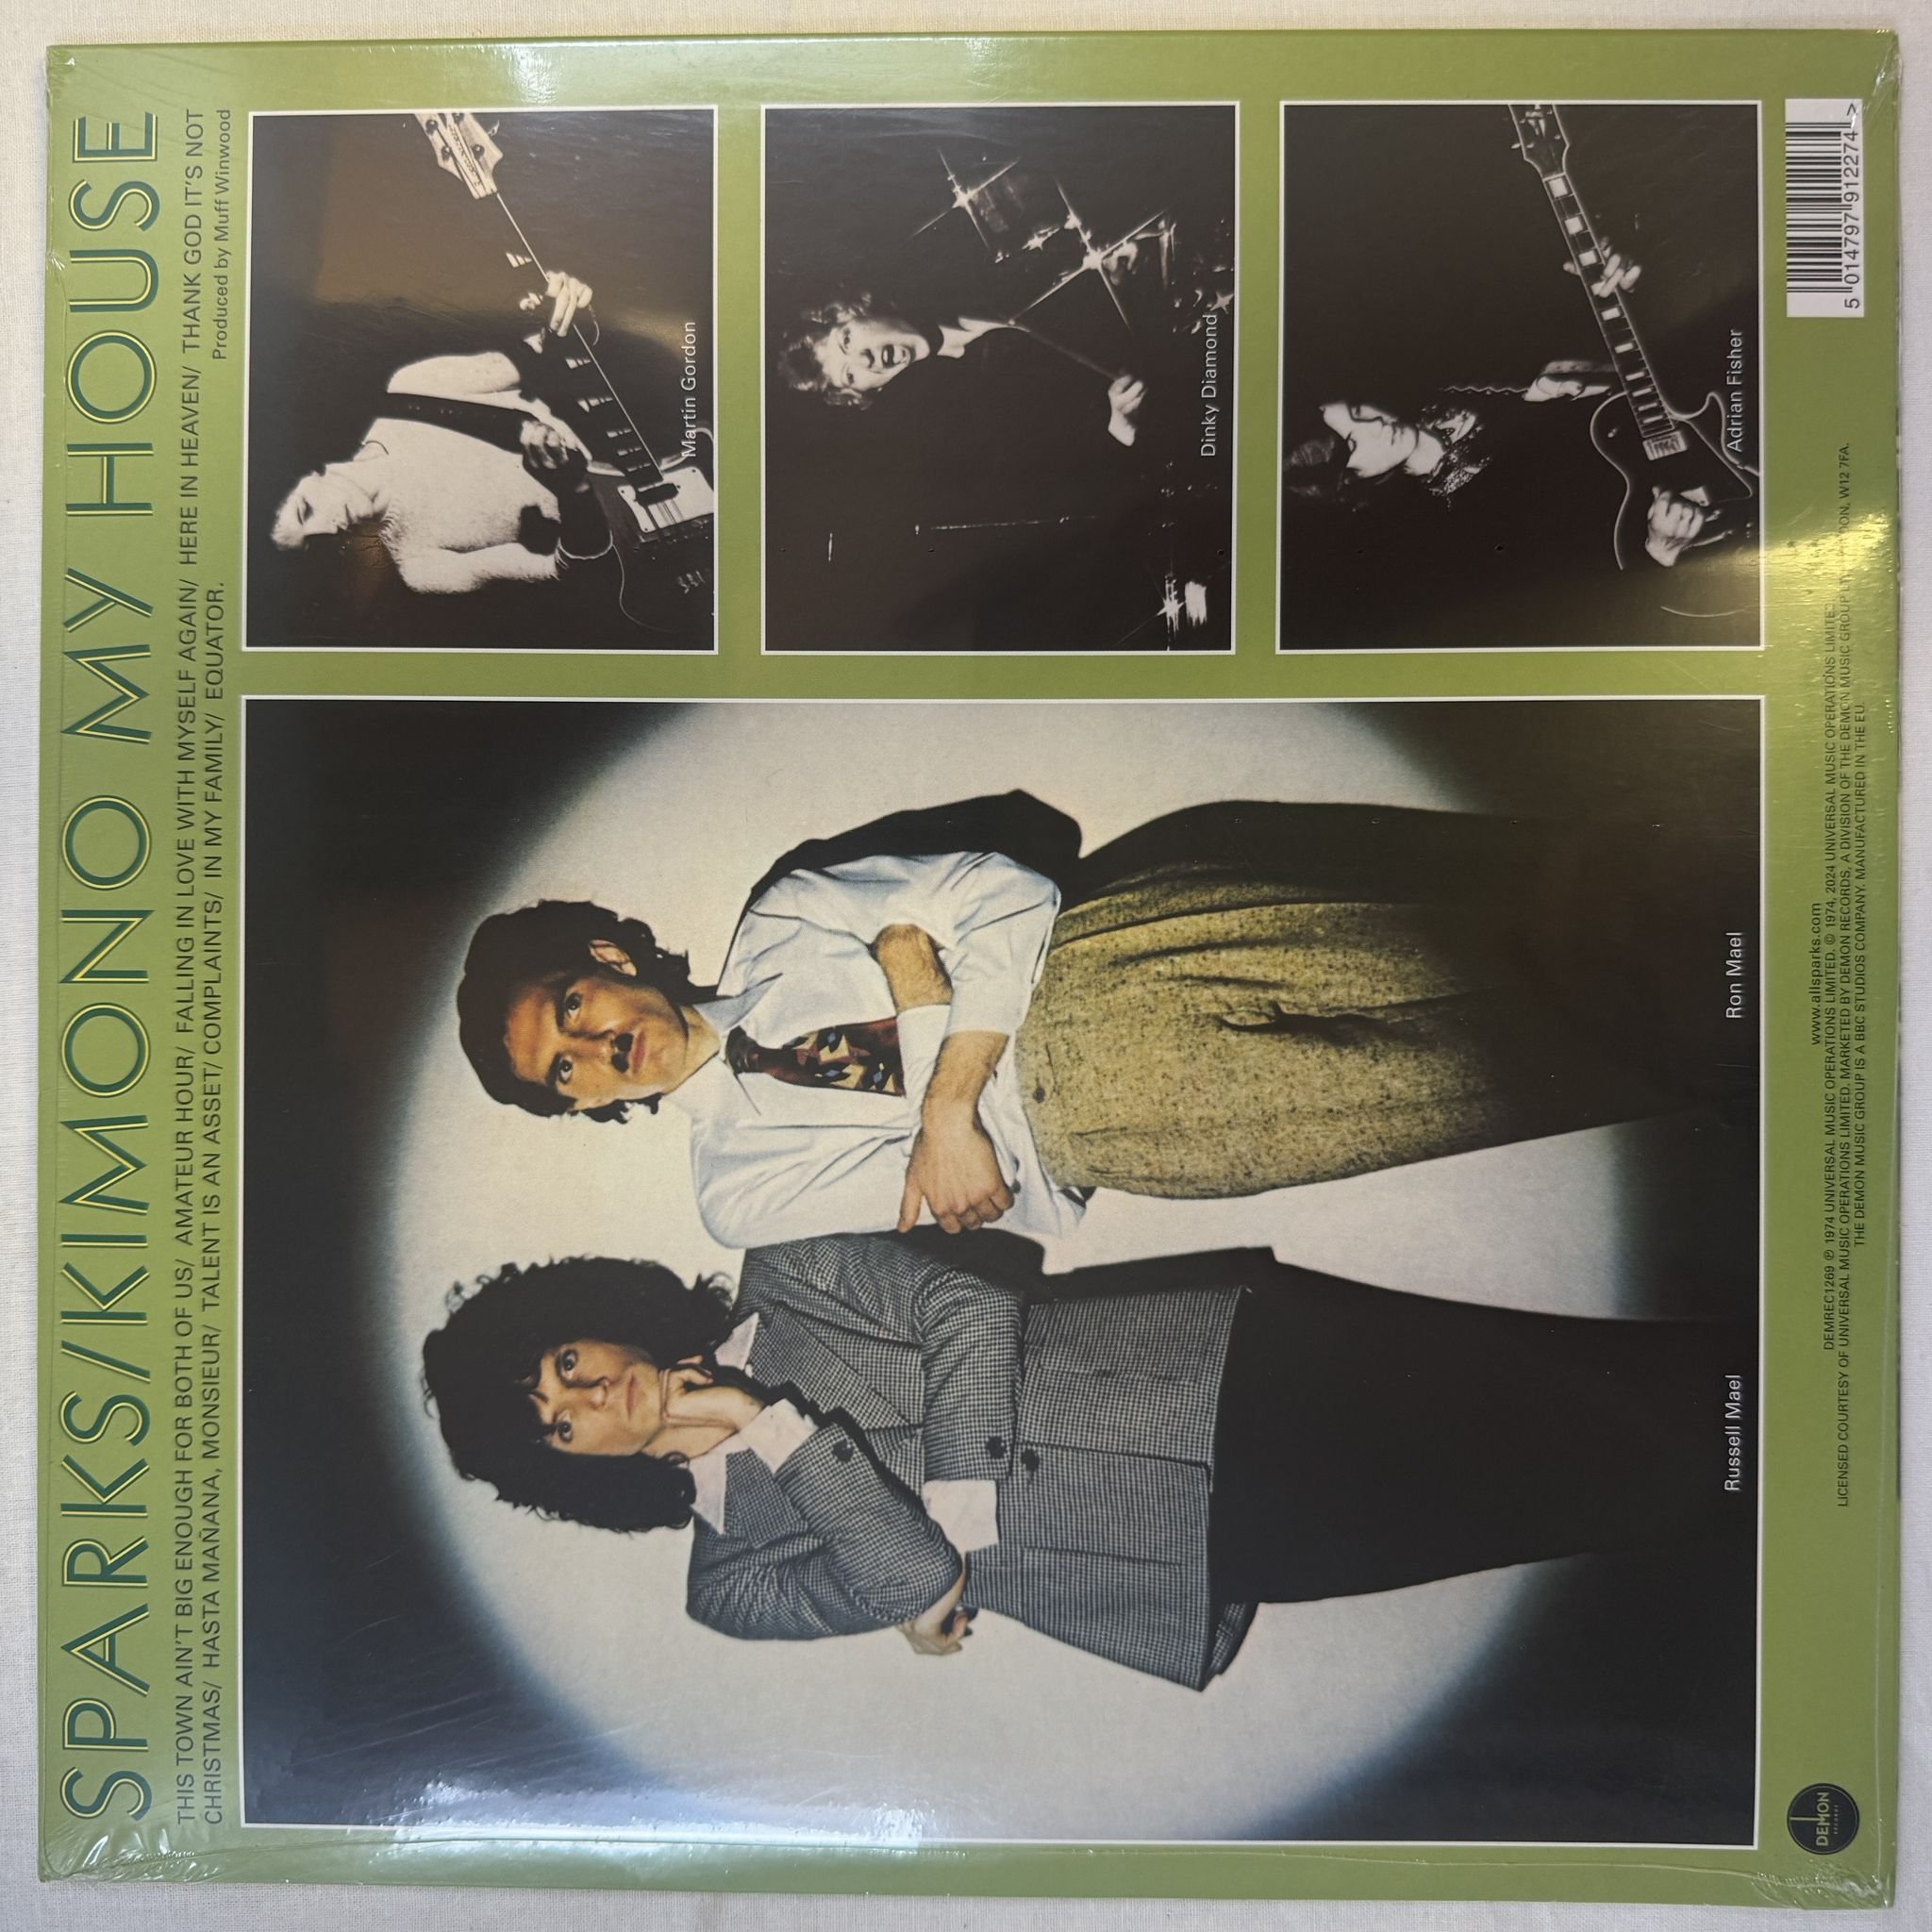 SPARKS/KIMONO MY HOUSE
THIS TOWN AIN'T BIG ENOUGH FOR BOTH OF US/ AMATEUR HOUR/ FALLING IN LOVE WITH MYSELF AGAIN/ HERE IN HEAVEN/ THANK GOD IT'S NOT
CHRISTMAS/ HASTA MAÑANA, MONSIEUR/ TALENT IS AN ASSET/ COMPLAINTS/ IN MY FAMILY/ EQUATOR.
Produced by Muff Winwood
Martin Gordon
Dinky Diamond
Adrian Fisher
Russell Mael
Ron Mael
www.allsparks.com
DEMREC1269 ℗ 1974 UNIVERSAL MUSIC OPERATIONS LIMITED. © 1974, 2024 UNIVERSAL MUSIC OPERATIONS LIMITED.
LICENSED COURTESY OF UNIVERSAL MUSIC OPERATIONS LIMITED. MARKETED BY DEMON RECORDS, A DIVISION OF THE DEMON MUSIC GROUP W12 7FA.
THE DEMON MUSIC GROUP IS A BBC STUDIOS COMPANY. MANUFACTURED IN THE EU.
DEMON
RECORDS
5 014797 912274 >